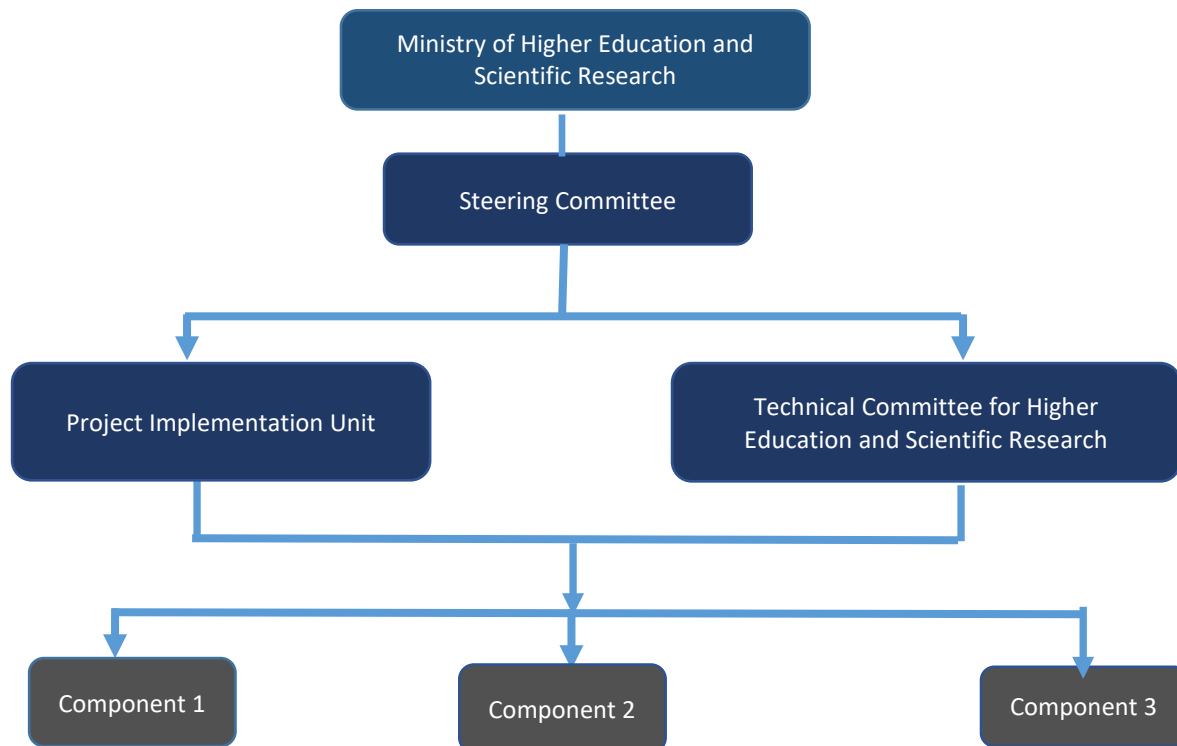 Ministry of Higher Education and
Scientific Research
Steering Committee
Project Implementation Unit
Technical Committee for Higher
Education and Scientific Research
Component 1
Component 2
Component 3